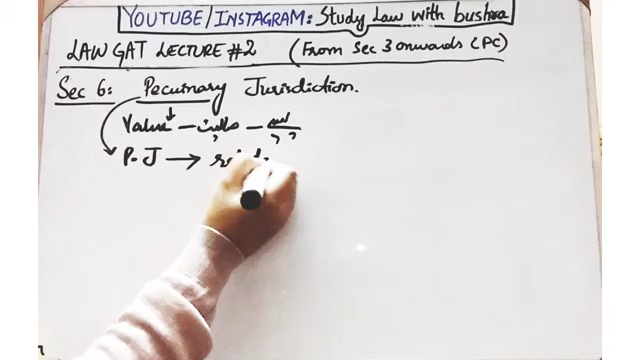 YOUTUBE/INSTAGRAM: Study Law with bushra
LAW GAT LECTURE #2 (From Sec 3 onwards CPC)
Sec 6: Pecuniary Jurisdiction.
Value –
P.J →